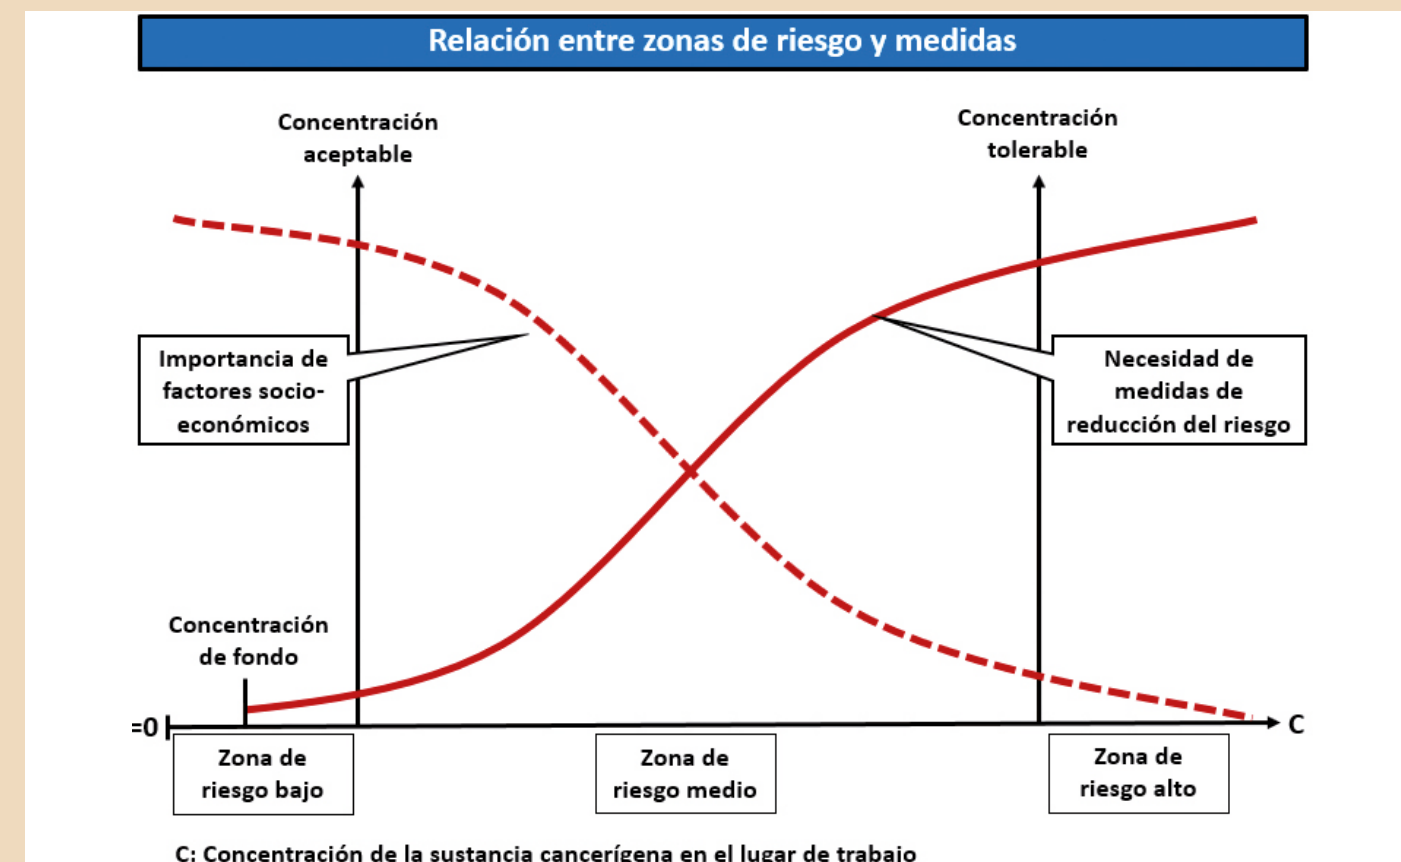 Relación entre zonas de riesgo y medidas
Concentración
aceptable
Concentración
tolerable
Importancia de
factores socio-
económicos
Necesidad de
medidas de
reducción del riesgo
Concentración
de fondo
=0
C
Zona de
riesgo bajo
Zona de
riesgo medio
Zona de
riesgo alto
C: Concentración de la sustancia cancerígena en el lugar de trabajo